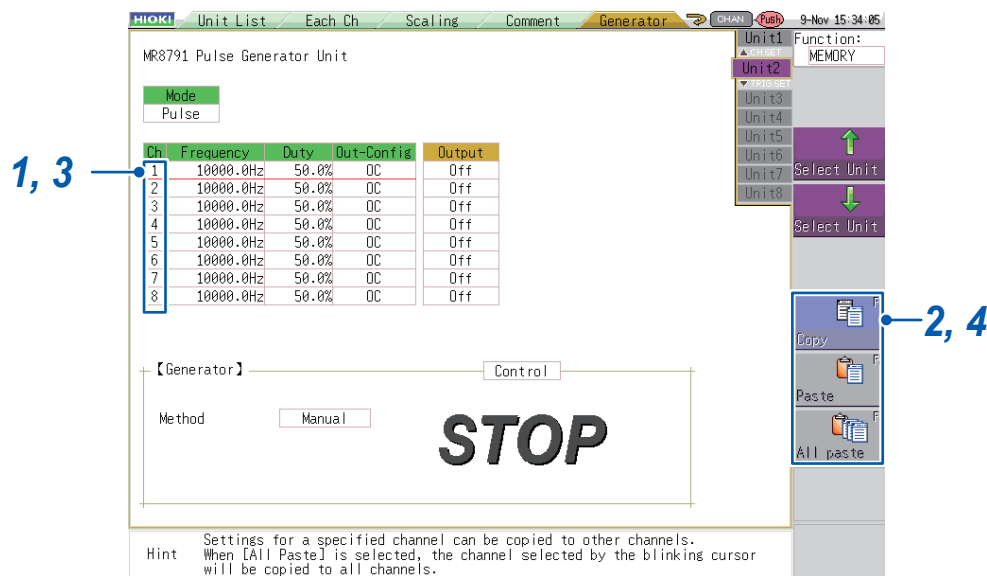 HIOKI Unit List Each Ch Scaling Comment Generator CHAN Push 9-Nov 15:34:05
MR8791 Pulse Generator Unit
Mode
Pulse
Ch Frequency Duty Out-Config Output
1 10000.0Hz 50.0% OC Off
2 10000.0Hz 50.0% OC Off
3 10000.0Hz 50.0% OC Off
4 10000.0Hz 50.0% OC Off
5 10000.0Hz 50.0% OC Off
6 10000.0Hz 50.0% OC Off
7 10000.0Hz 50.0% OC Off
8 10000.0Hz 50.0% OC Off
1, 3
【Generator】 Control
Method Manual
STOP
Unit1
▲CH.SET
Unit2
▼TRIG.SET
Unit3
Unit4
Unit5
Unit6
Unit7
Unit8
Function:
MEMORY
Select Unit
Select Unit
F
Copy
F
Paste
F
All paste
2, 4
Hint Settings for a specified channel can be copied to other channels.
When [All Paste] is selected, the channel selected by the blinking cursor
will be copied to all channels.